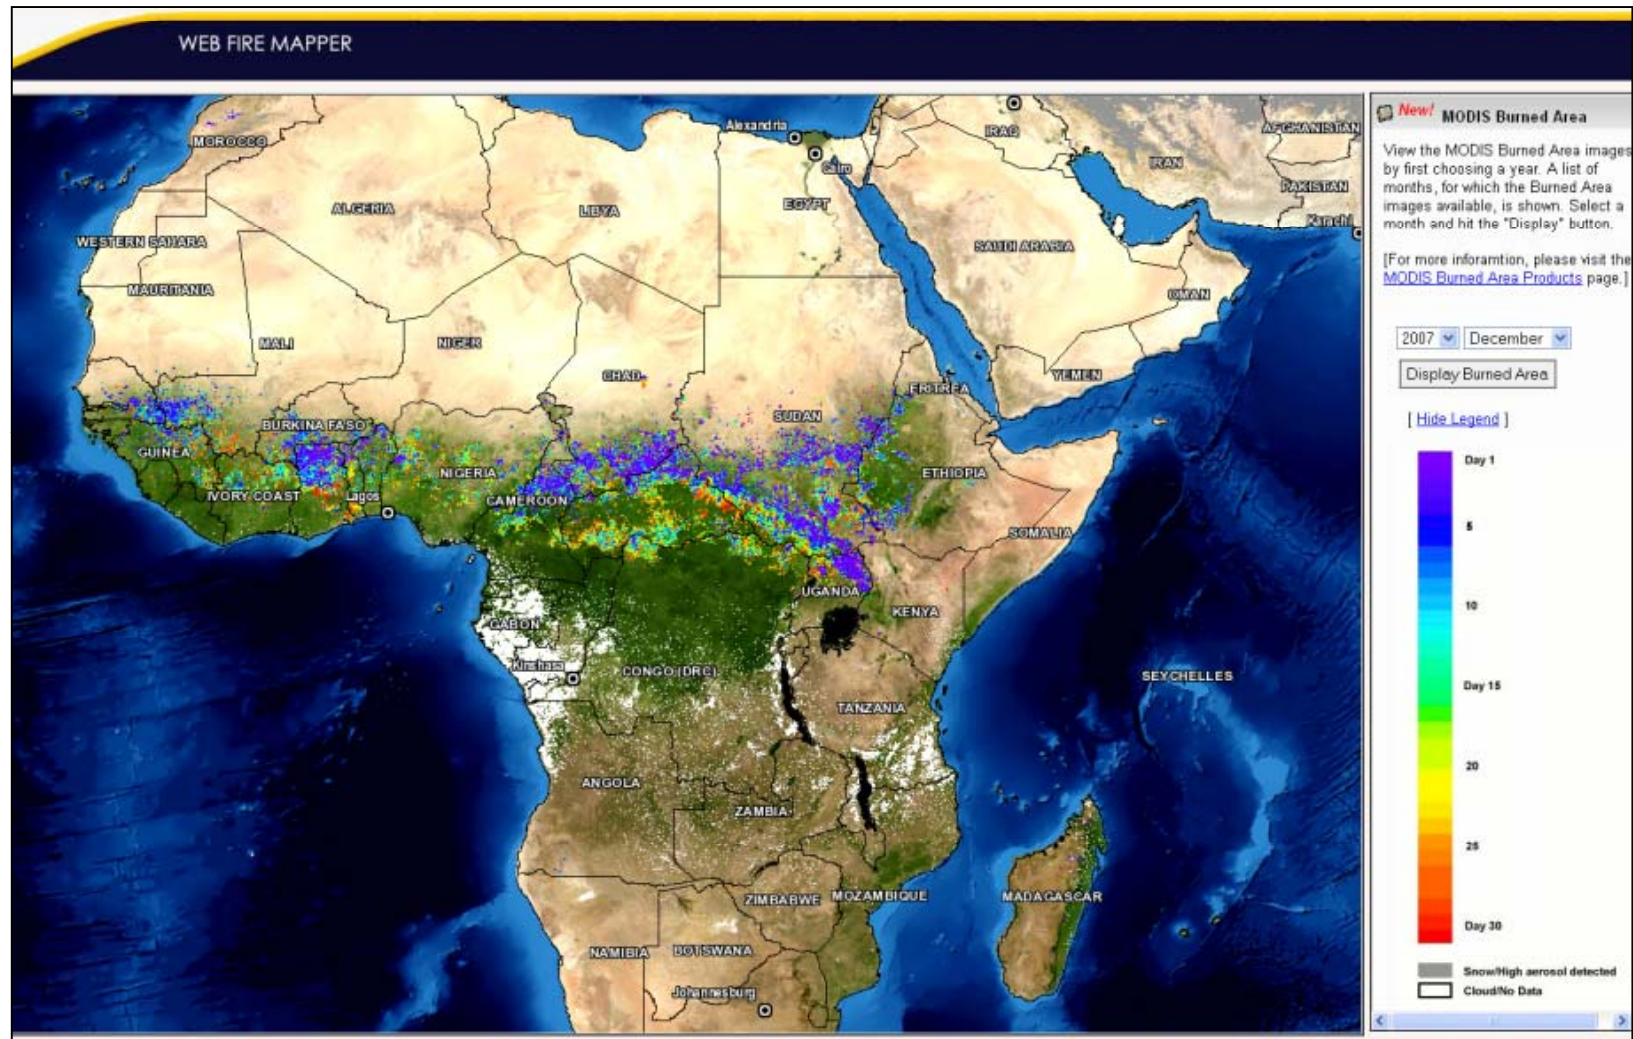 WEB FIRE MAPPER
Alexandria
IRAQ
AFGHANISTAN
MOROCCO
Cairo
IRAN
PAKISTAN
ALGERIA
LIBYA
EGYPT
Karachi
WESTERN SAHARA
SAUDI ARABIA
MAURITANIA
OMAN
MALI
NIGER
CHAD
YEMEN
ERITREA
BURKINA FASO
SUDAN
GUINEA
NIGERIA
ETHIOPIA
IVORY COAST
Lagos
CAMEROON
SOMALIA
UGANDA
KENYA
GABON
Kinshasa
CONGO (DRC)
SEYCHELLES
TANZANIA
ANGOLA
ZAMBIA
ZIMBABWE
MOZAMBIQUE
MADAGASCAR
NAMIBIA
BOTSWANA
Johannesburg
New! MODIS Burned Area
View the MODIS Burned Area images
by first choosing a year. A list of
months, for which the Burned Area
images available, is shown. Select a
month and hit the "Display" button.
[For more inforamtion, please visit the
MODIS Burned Area Products page.]
2007 December
Display Burned Area
[ Hide Legend ]
Day 1
5
10
Day 15
20
25
Day 30
Snow/High aerosol detected
Cloud/No Data